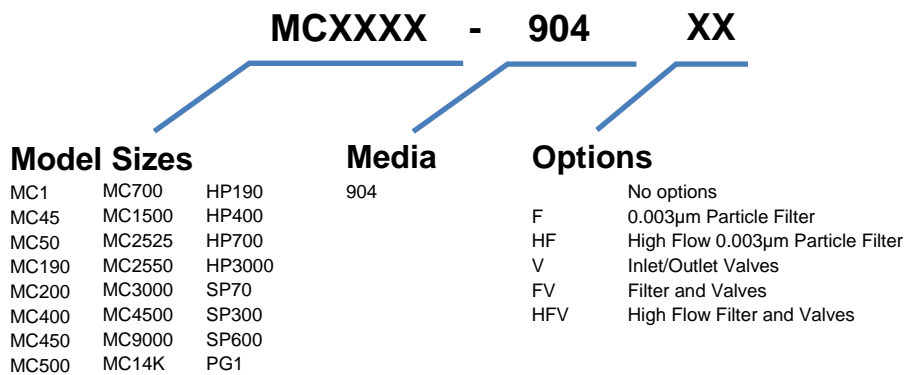 MCXXXX - 904 XX
Model Sizes Media Options
MC1 MC700 HP190 904 No options
MC45 MC1500 HP400 F 0.003µm Particle Filter
MC50 MC2525 HP700 HF High Flow 0.003µm Particle Filter
MC190 MC2550 HP3000 V Inlet/Outlet Valves
MC200 MC3000 SP70 FV Filter and Valves
MC400 MC4500 SP300 HFV High Flow Filter and Valves
MC450 MC9000 SP600
MC500 MC14K PG1